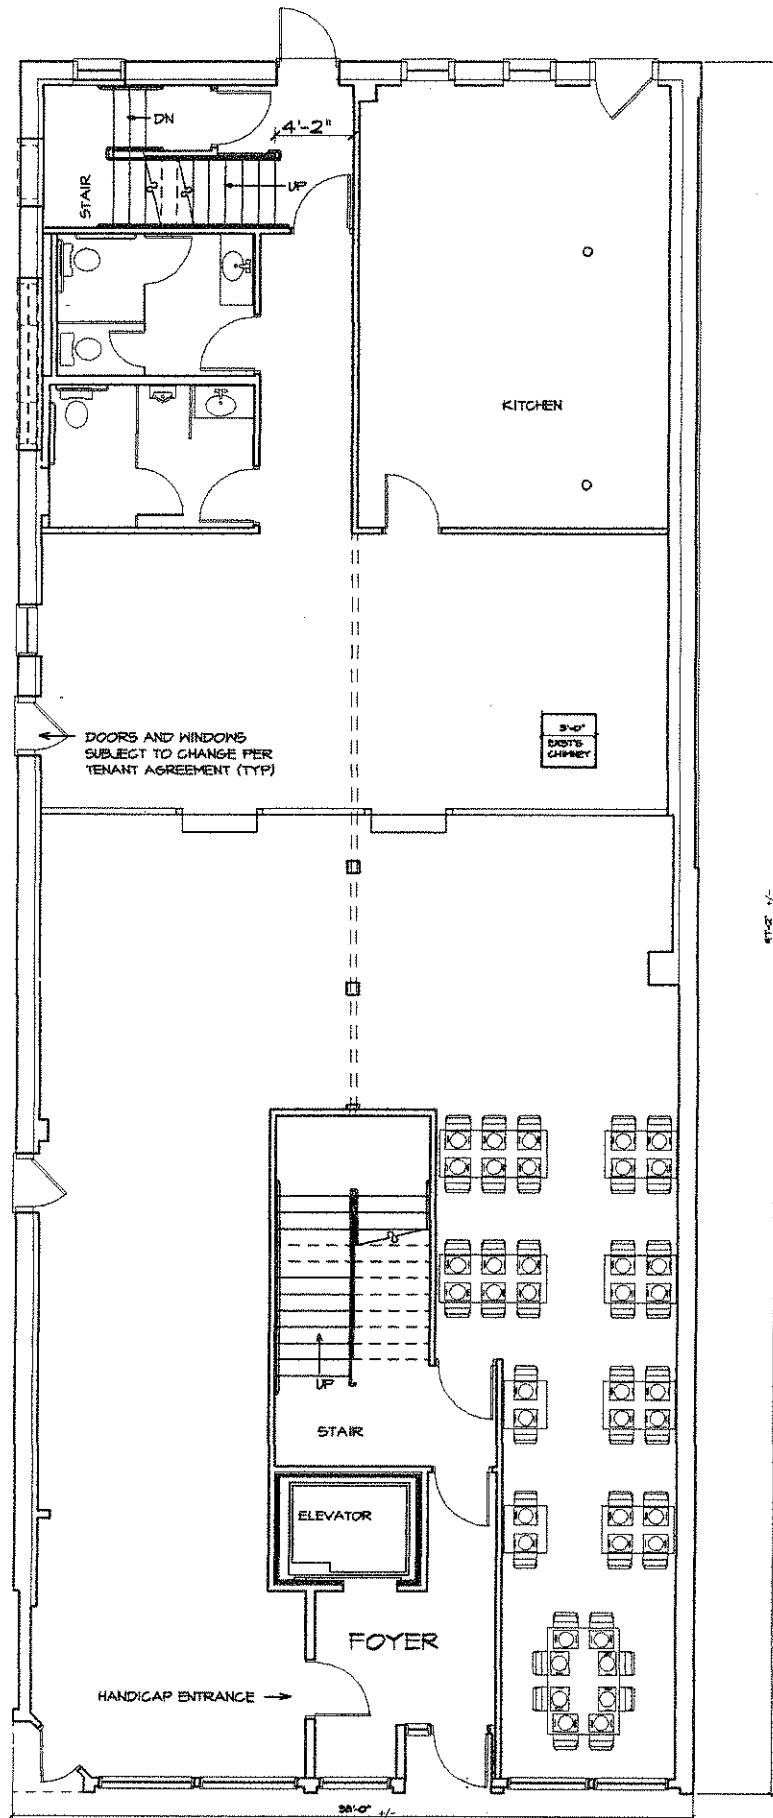 DN
4'-2"
UP
STAIR
KITCHEN
DOORS AND WINDOWS
SUBJECT TO CHANGE PER
TENANT AGREEMENT (TYP)
3'-0"
EXIST'G
CHIMNEY
+/-
UP
STAIR
ELEVATOR
FOYER
HANDICAP ENTRANCE
38'-0" +/-